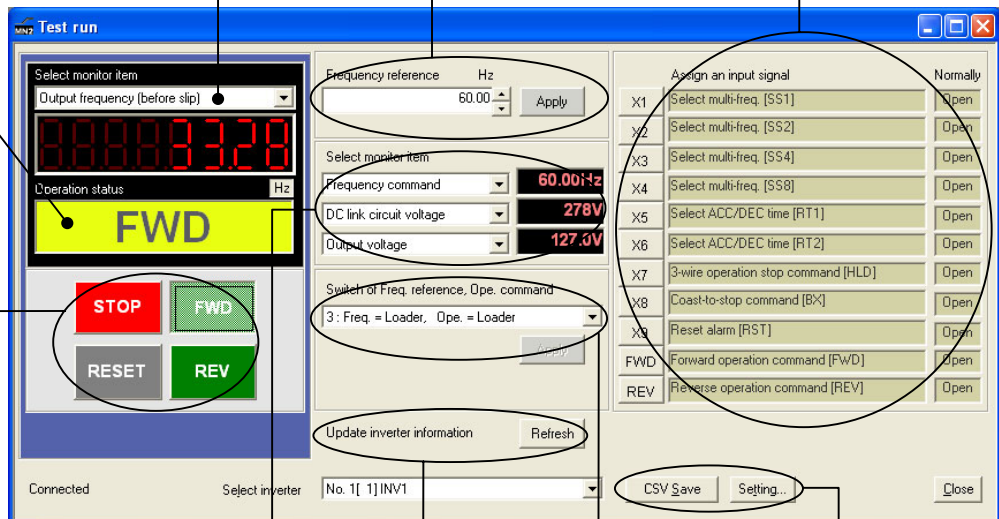 MN2 Test run
Select monitor item
Output frequency (before slip)
33.28
Operation status
Hz
FWD
STOP
FWD
RESET
REV
Frequency reference Hz
60.00
Apply
Select monitor item
Frequency command
60.00Hz
DC link circuit voltage
278V
Output voltage
127.0V
Switch of Freq. reference, Ope. command
3 : Freq. = Loader, Ope. = Loader
Apply
Update inverter information
Refresh
Assign an input signal
Normally
X1 Select multi-freq. [SS1] Open
X2 Select multi-freq. [SS2] Open
X3 Select multi-freq. [SS4] Open
X4 Select multi-freq. [SS8] Open
X5 Select ACC/DEC time [RT1] Open
X6 Select ACC/DEC time [RT2] Open
X7 3-wire operation stop command [HLD] Open
X8 Coast-to-stop command [BX] Open
X9 Reset alarm [RST] Open
FWD Forward operation command [FWD] Open
REV Reverse operation command [REV] Open
Connected
Select inverter
No. 1[ 1] INV1
CSV Save
Setting...
Close